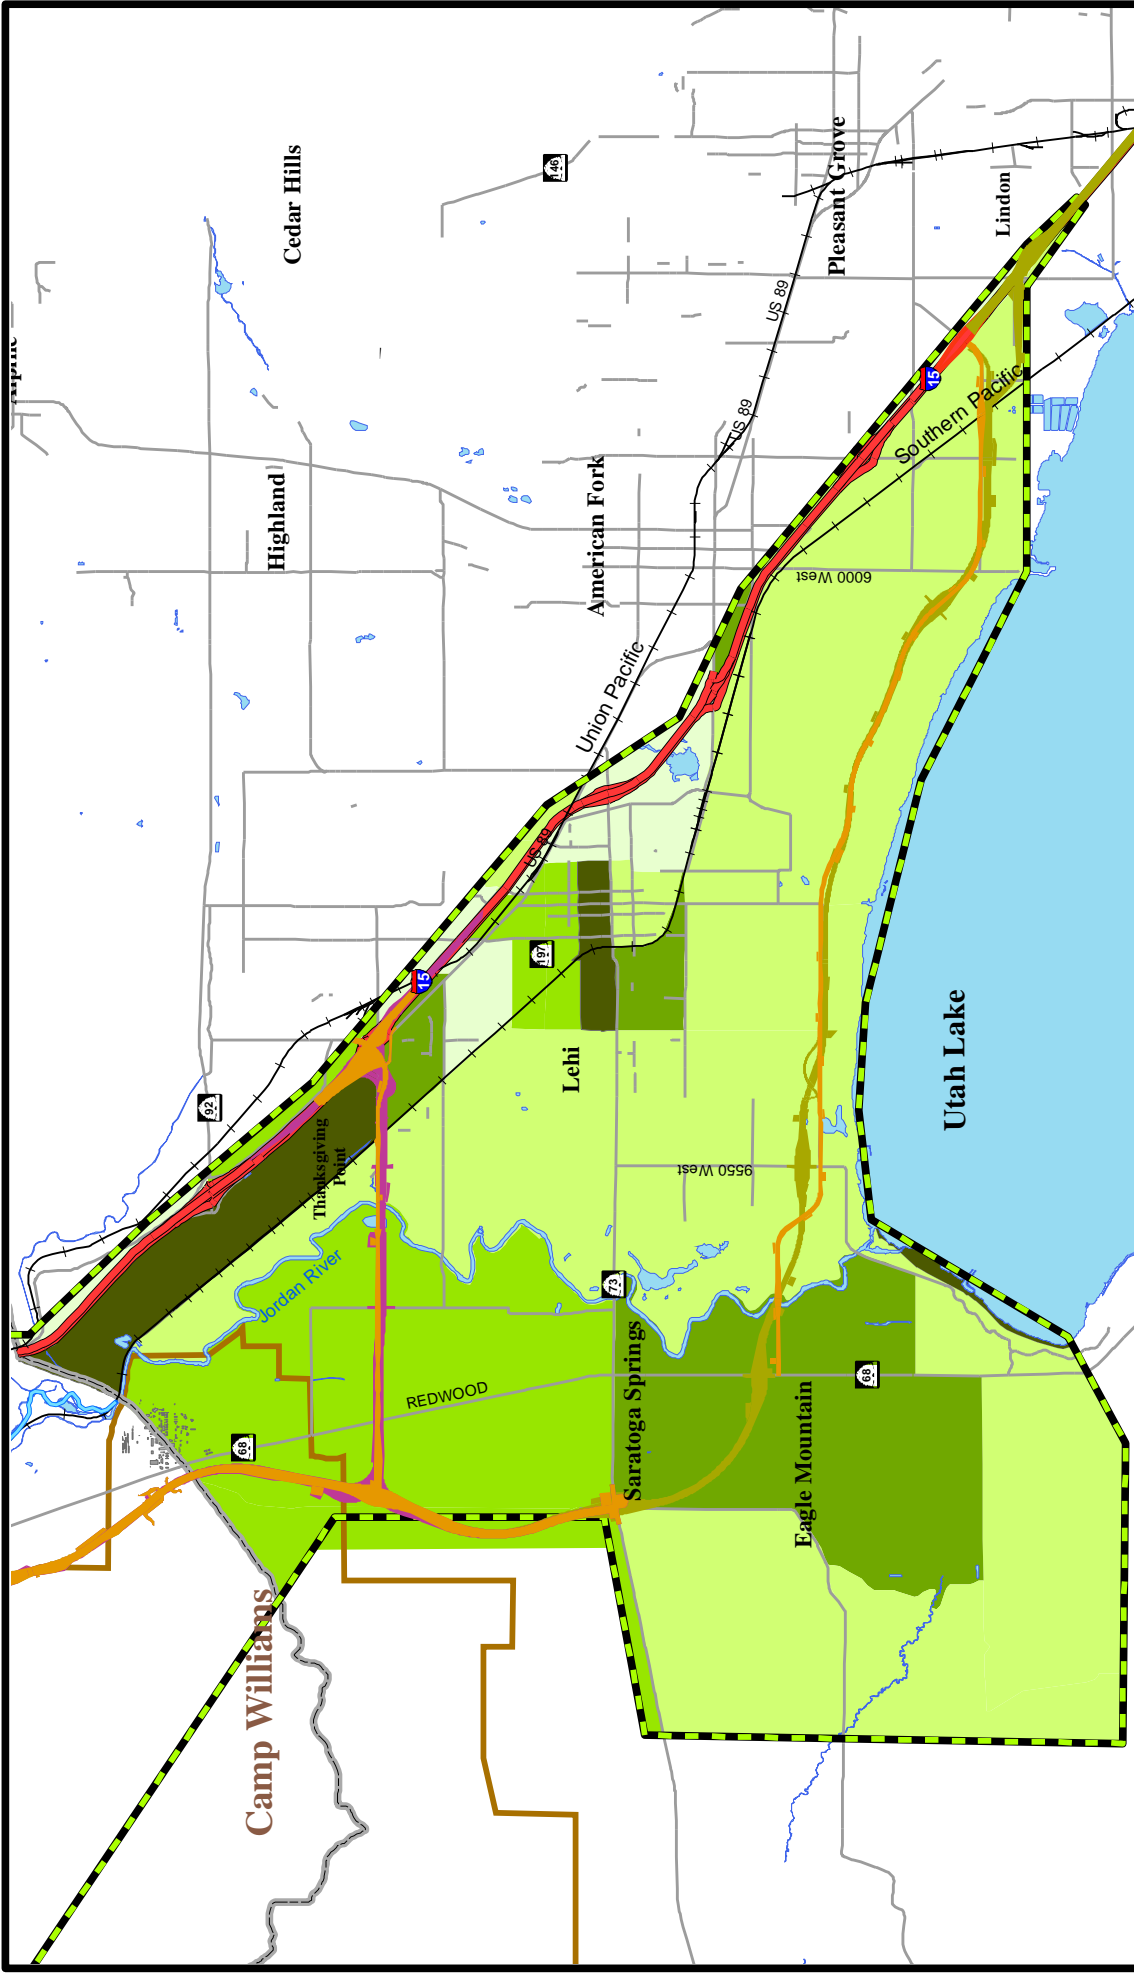 Alpine
Cedar Hills
Highland
146
Pleasant Grove
Lindon
US 89
US 89
American Fork
15
Southern Pacific
6000 West
Union Pacific
US 89
15
197
92
Lehi
Utah Lake
Thanksgiving
Point
9550 West
Jordan River
73
REDWOOD
68
68
Saratoga Springs
Eagle Mountain
Camp Williams